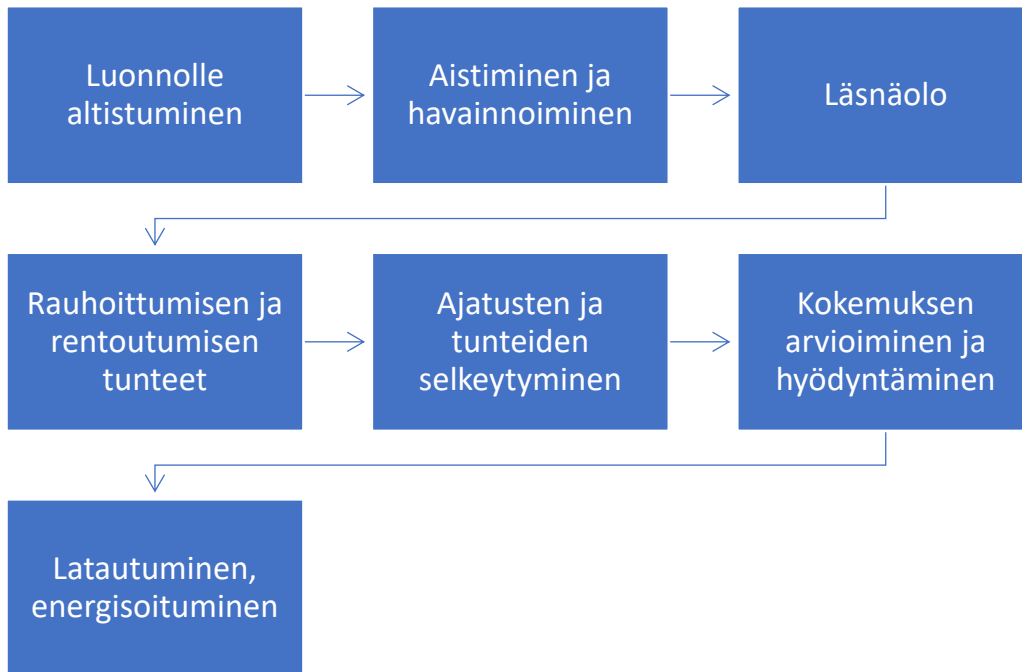 Luonnolle
altistuminen
Aistiminen ja
havainnoiminen
Läsnäolo
Rauhoittumisen ja
rentoutumisen
tunteet
Ajatusten ja
tunteiden
selkeytyminen
Kokemuksen
arvioiminen ja
hyödyntäminen
Latautuminen,
energisoituminen